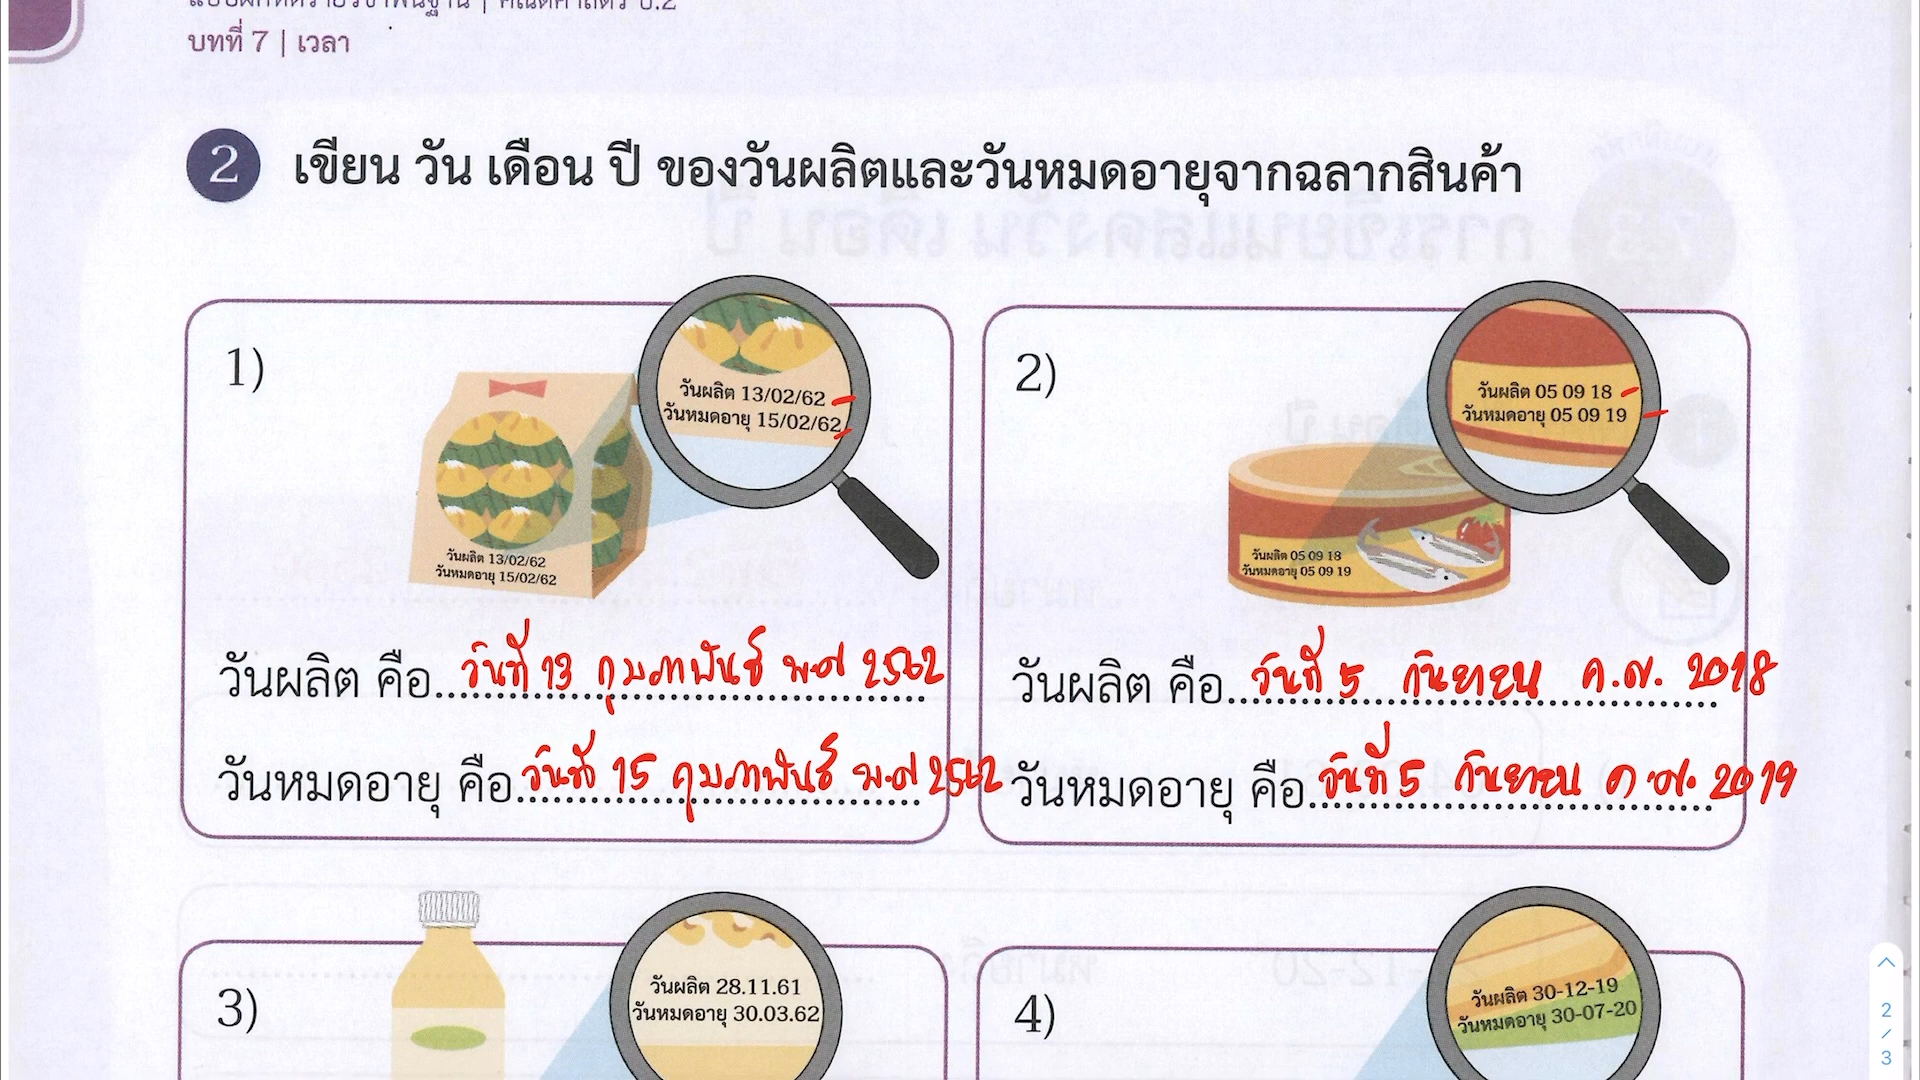 บทที่ 7 | เวลา
2 เขียน วัน เดือน ปี ของวันผลิตและวันหมดอายุจากฉลากสินค้า
1)
วันผลิต 13/02/62
วันหมดอายุ 15/02/62
วันผลิต 13/02/62
วันหมดอายุ 15/02/62
วันผลิต คือ วันที่ 13 กุมภาพันธ์ พ.ศ 2562
วันหมดอายุ คือ วันที่ 15 กุมภาพันธ์ พ.ศ 2562
2)
วันผลิต 05 09 18
วันหมดอายุ 05 09 19
วันผลิต 05 09 18
วันหมดอายุ 05 09 19
วันผลิต คือ วันที่ 5 กันยายน ค.ศ. 2018
วันหมดอายุ คือ วันที่ 5 กันยายน ค.ศ. 2019
3)
วันผลิต 28.11.61
วันหมดอายุ 30.03.62
4)
วันผลิต 30-12-19
วันหมดอายุ 30-07-20
2
/
3